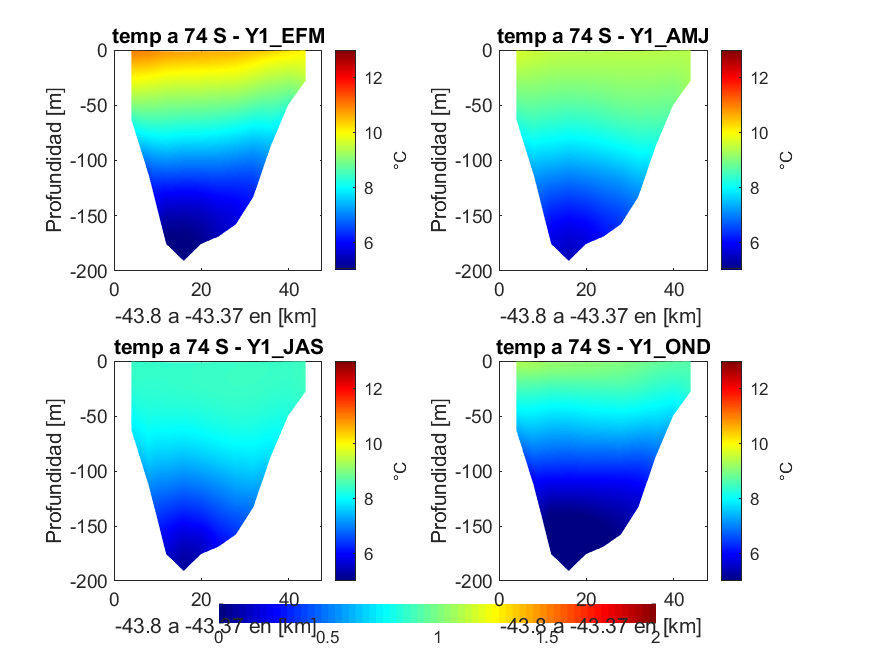 temp a 74 S - Y1_EFM
0
-50
-100
-150
-200
Profundidad [m]
0 20 40
-43.8 a -43.37 en [km]
12
10
8
6
°C
temp a 74 S - Y1_AMJ
0
-50
-100
-150
-200
Profundidad [m]
0 20 40
-43.8 a -43.37 en [km]
12
10
8
6
°C
temp a 74 S - Y1_JAS
0
-50
-100
-150
-200
Profundidad [m]
0 20 40
-43.8 a -43.37 en [km]
12
10
8
6
°C
temp a 74 S - Y1_OND
0
-50
-100
-150
-200
Profundidad [m]
0 20 40
-43.8 a -43.37 en [km]
12
10
8
6
°C
0 0.5 1 1.5 2